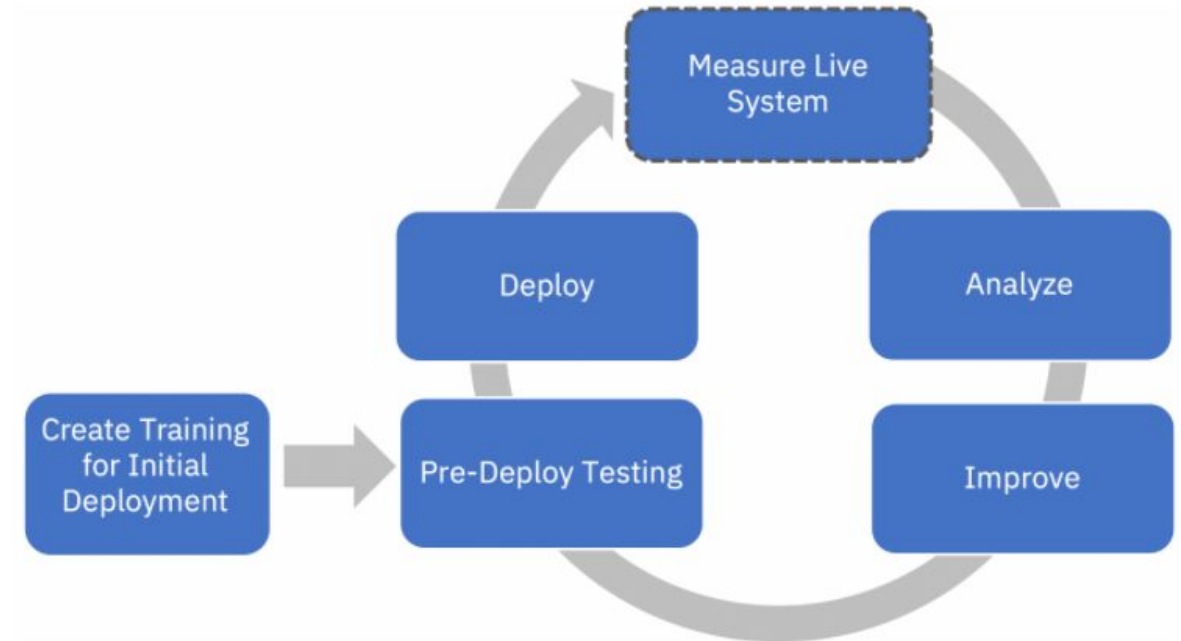 Measure Live
System
Deploy
Analyze
Create Training
for Initial
Deployment
Pre-Deploy Testing
Improve